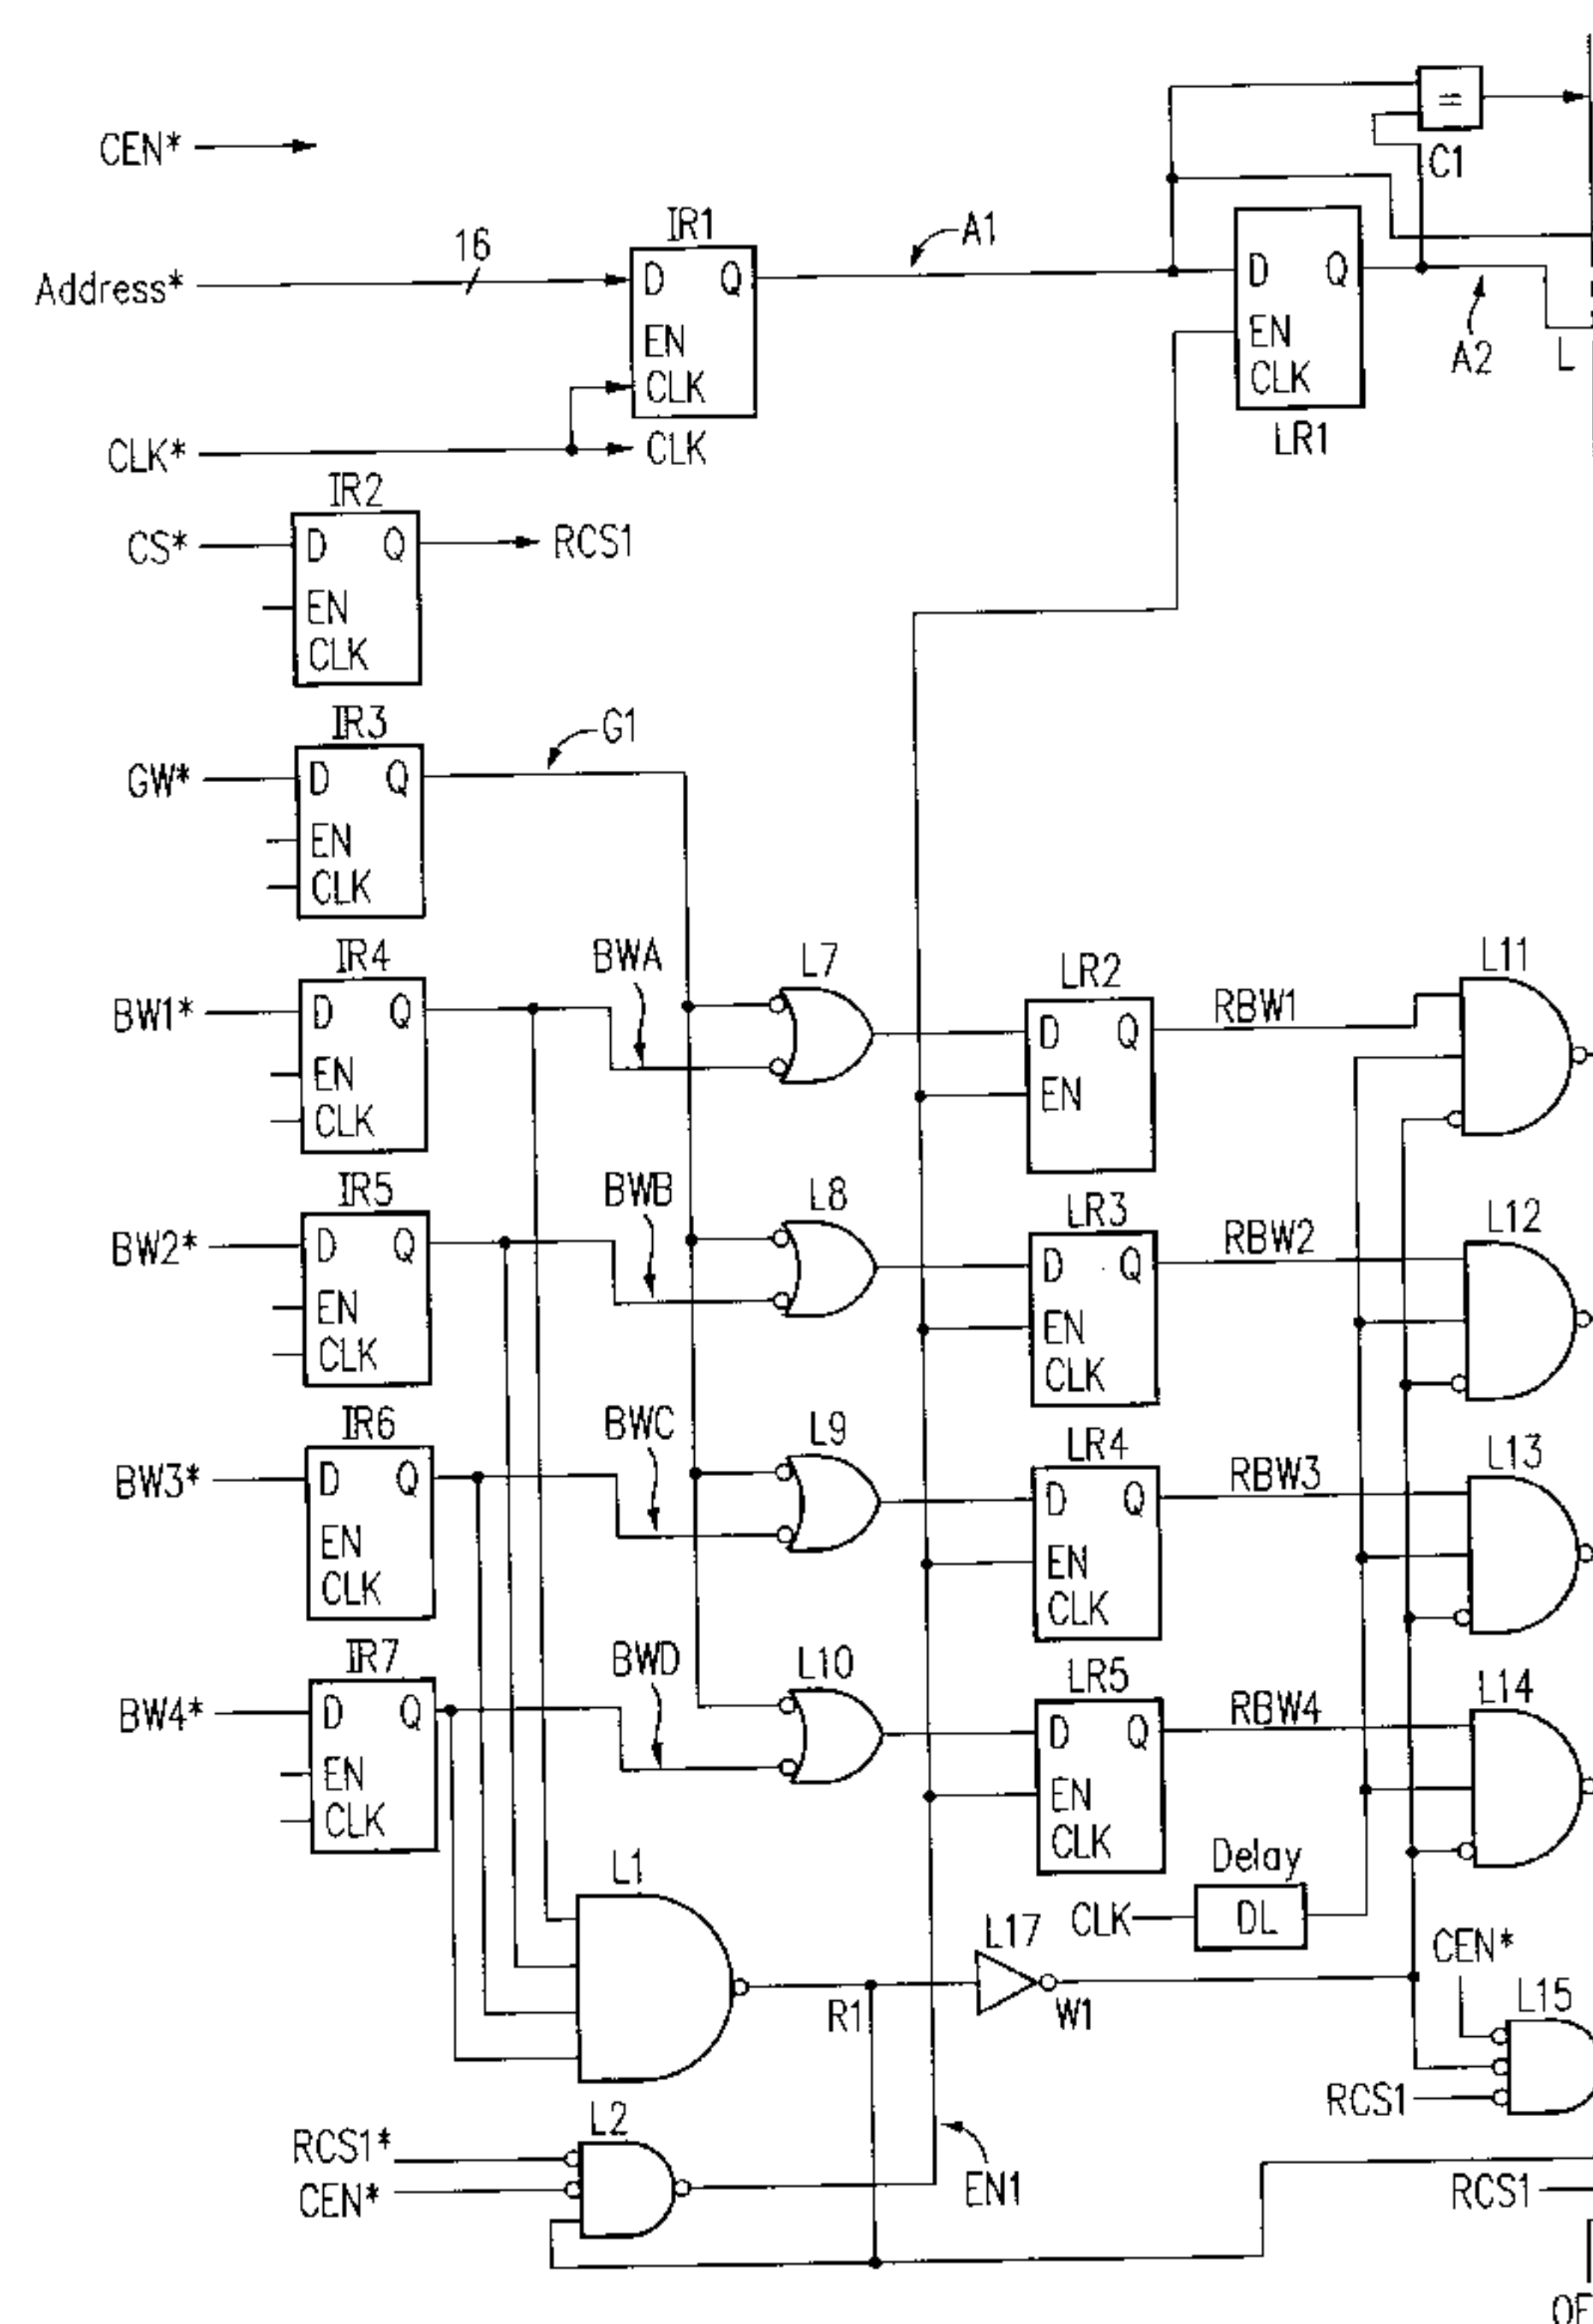 CEN*
=
C1
IR1
A1
16
Address*
D Q
EN
CLK
D Q
EN
CLK
A2
L
LR1
CLK*
CLK
IR2
CS*
D Q
EN
CLK
RCS1
IR3
G1
GW*
D Q
EN
CLK
IR4
BWA
L7
LR2
L11
BW1*
D Q
EN
CLK
D Q
EN
RBW1
IR5
BWB
L8
LR3
L12
BW2*
D Q
EN
CLK
D Q
EN
CLK
RBW2
IR6
BWC
L9
LR4
L13
BW3*
D Q
EN
CLK
D Q
EN
CLK
RBW3
IR7
BWD
L10
LR5
L14
BW4*
D Q
EN
CLK
D Q
EN
CLK
RBW4
L1
Delay
CLK
DL
L17
CEN*
R1
W1
L15
RCS1
L2
RCS1*
CEN*
EN1
RCS1
OE